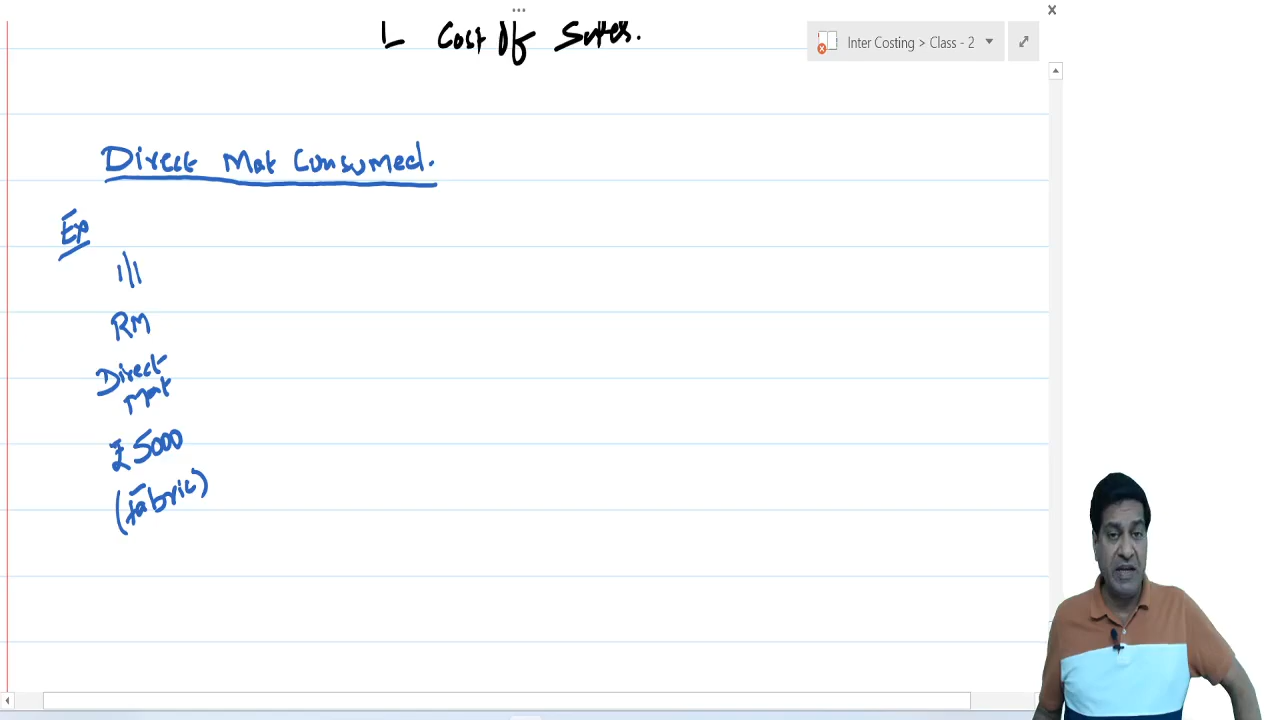 ∟ Cost Of Sales.
Inter Costing > Class - 2
Direct Mat Consumed.
Ex
1/1
RM
Direct
Mat
₹5000
(fabric)